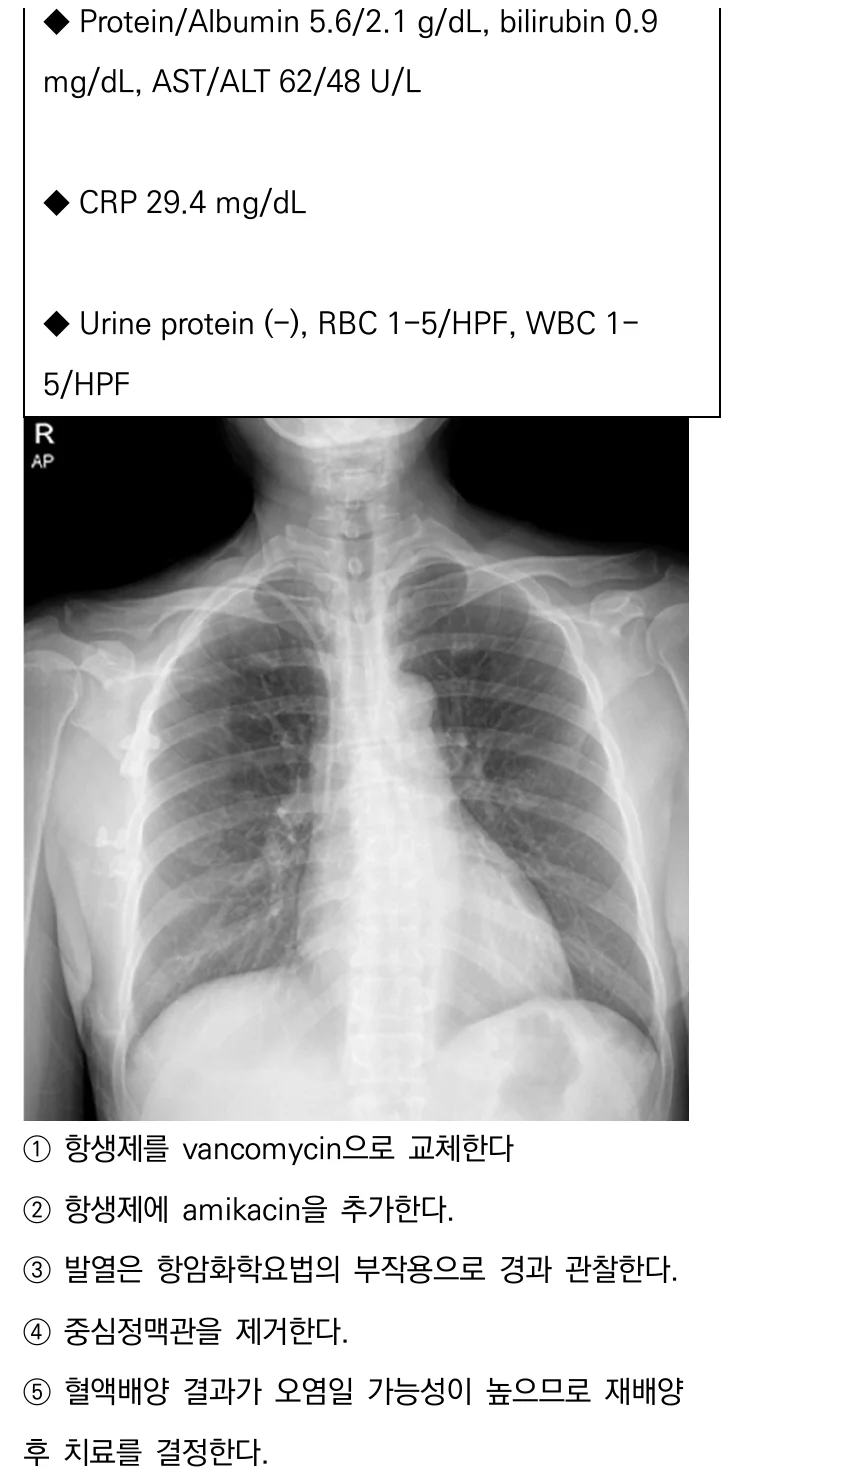 ◆ Protein/Albumin 5.6/2.1 g/dL, bilirubin 0.9
mg/dL, AST/ALT 62/48 U/L
◆ CRP 29.4 mg/dL
◆ Urine protein (-), RBC 1-5/HPF, WBC 1-
5/HPF
R
AP
① 항생제를 vancomycin으로 교체한다
② 항생제에 amikacin을 추가한다.
③ 발열은 항암화학요법의 부작용으로 경과 관찰한다.
④ 중심정맥관을 제거한다.
⑤ 혈액배양 결과가 오염일 가능성이 높으므로 재배양
후 치료를 결정한다.